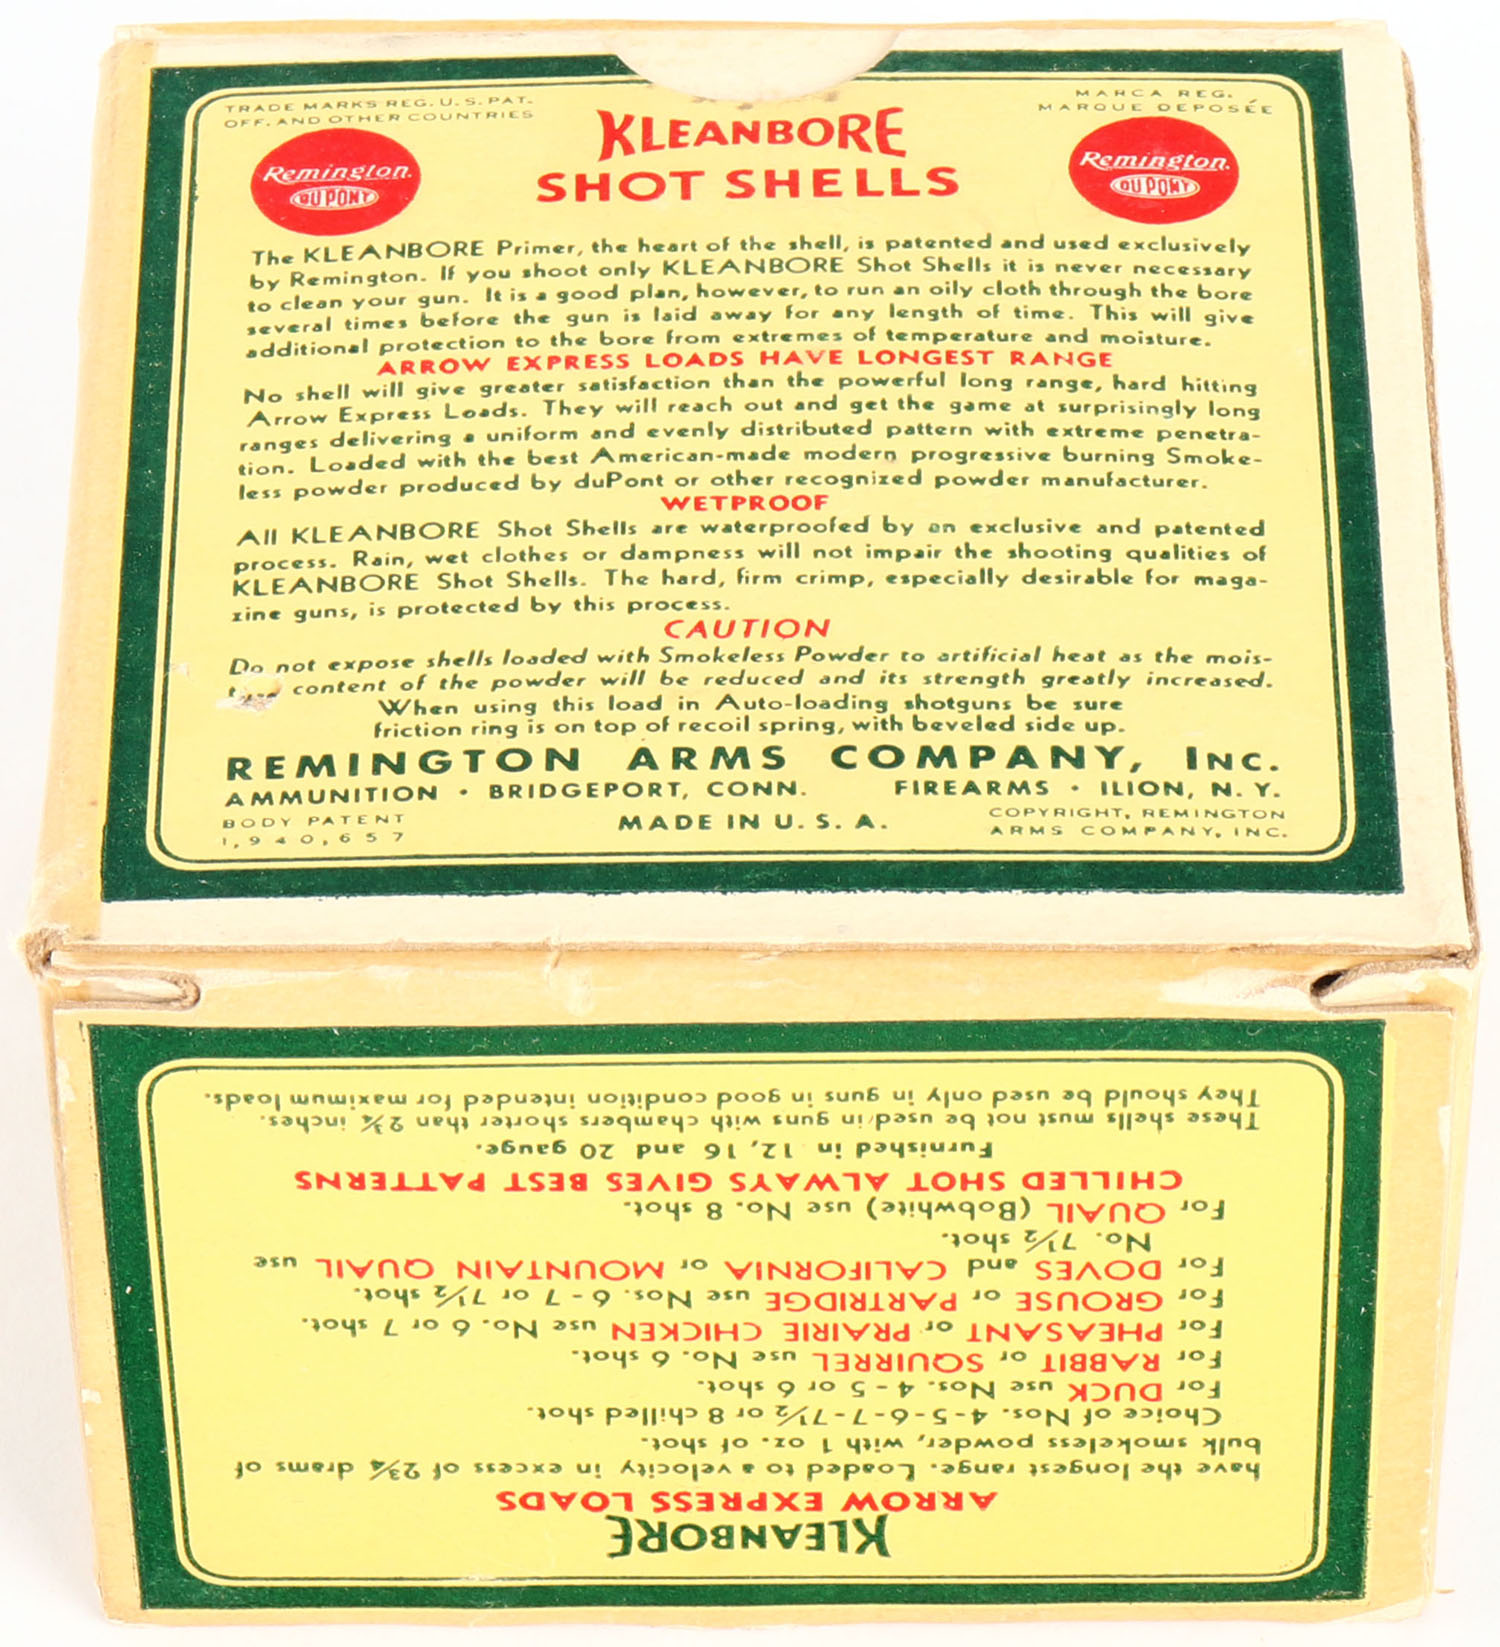 TRADE MARKS REG. U. S. PAT.
OFF. AND OTHER COUNTRIES
MARCA REG.
MARQUE DEPOSÉE
Remington.
DU PONT
Remington.
DU PONT
KLEANBORE
SHOT SHELLS
The KLEANBORE Primer, the heart of the shell, is patented and used exclusively
by Remington. If you shoot only KLEANBORE Shot Shells it is never necessary
to clean your gun. It is a good plan, however, to run an oily cloth through the bore
several times before the gun is laid away for any length of time. This will give
additional protection to the bore from extremes of temperature and moisture.
ARROW EXPRESS LOADS HAVE LONGEST RANGE
No shell will give greater satisfaction than the powerful long range, hard hitting
Arrow Express Loads. They will reach out and get the game at surprisingly long
ranges delivering a uniform and evenly distributed pattern with extreme penetra-
tion. Loaded with the best American-made modern progressive burning Smoke-
less powder produced by duPont or other recognized powder manufacturer.
WETPROOF
All KLEANBORE Shot Shells are waterproofed by an exclusive and patented
process. Rain, wet clothes or dampness will not impair the shooting qualities of
KLEANBORE Shot Shells. The hard, firm crimp, especially desirable for maga-
zine guns, is protected by this process.
CAUTION
Do not expose shells loaded with Smokeless Powder to artificial heat as the mois-
content of the powder will be reduced and its strength greatly increased.
When using this load in Auto-loading shotguns be sure
friction ring is on top of recoil spring, with beveled side up.
REMINGTON ARMS COMPANY, INC.
AMMUNITION • BRIDGEPORT, CONN. FIREARMS • ILION, N. Y.
BODY PATENT
1,940,657
MADE IN U. S. A.
COPYRIGHT, REMINGTON
ARMS COMPANY, INC.
KLEANBORE
ARROW EXPRESS LOADS
have the longest range. Loaded to a velocity in excess of 2¾ drams of
bulk smokeless powder, with 1 oz. of shot.
Choice of Nos. 4-5-6-7-7½ or 8 chilled shot.
For DUCK use Nos. 4-5 or 6 shot.
For RABBIT or SQUIRREL use No. 6 shot.
For PHEASANT or PRAIRIE CHICKEN use No. 6 or 7 shot.
For GROUSE or PARTRIDGE use Nos. 6-7 or 7½ shot.
For DOVES and CALIFORNIA or MOUNTAIN QUAIL use
No. 7½ shot.
For QUAIL (Bobwhite) use No. 8 shot.
CHILLED SHOT ALWAYS GIVES BEST PATTERNS
Furnished in 12, 16 and 20 gauge.
These shells must not be used in guns with chambers shorter than 2¾ inches.
They should be used only in guns in good condition intended for maximum loads.